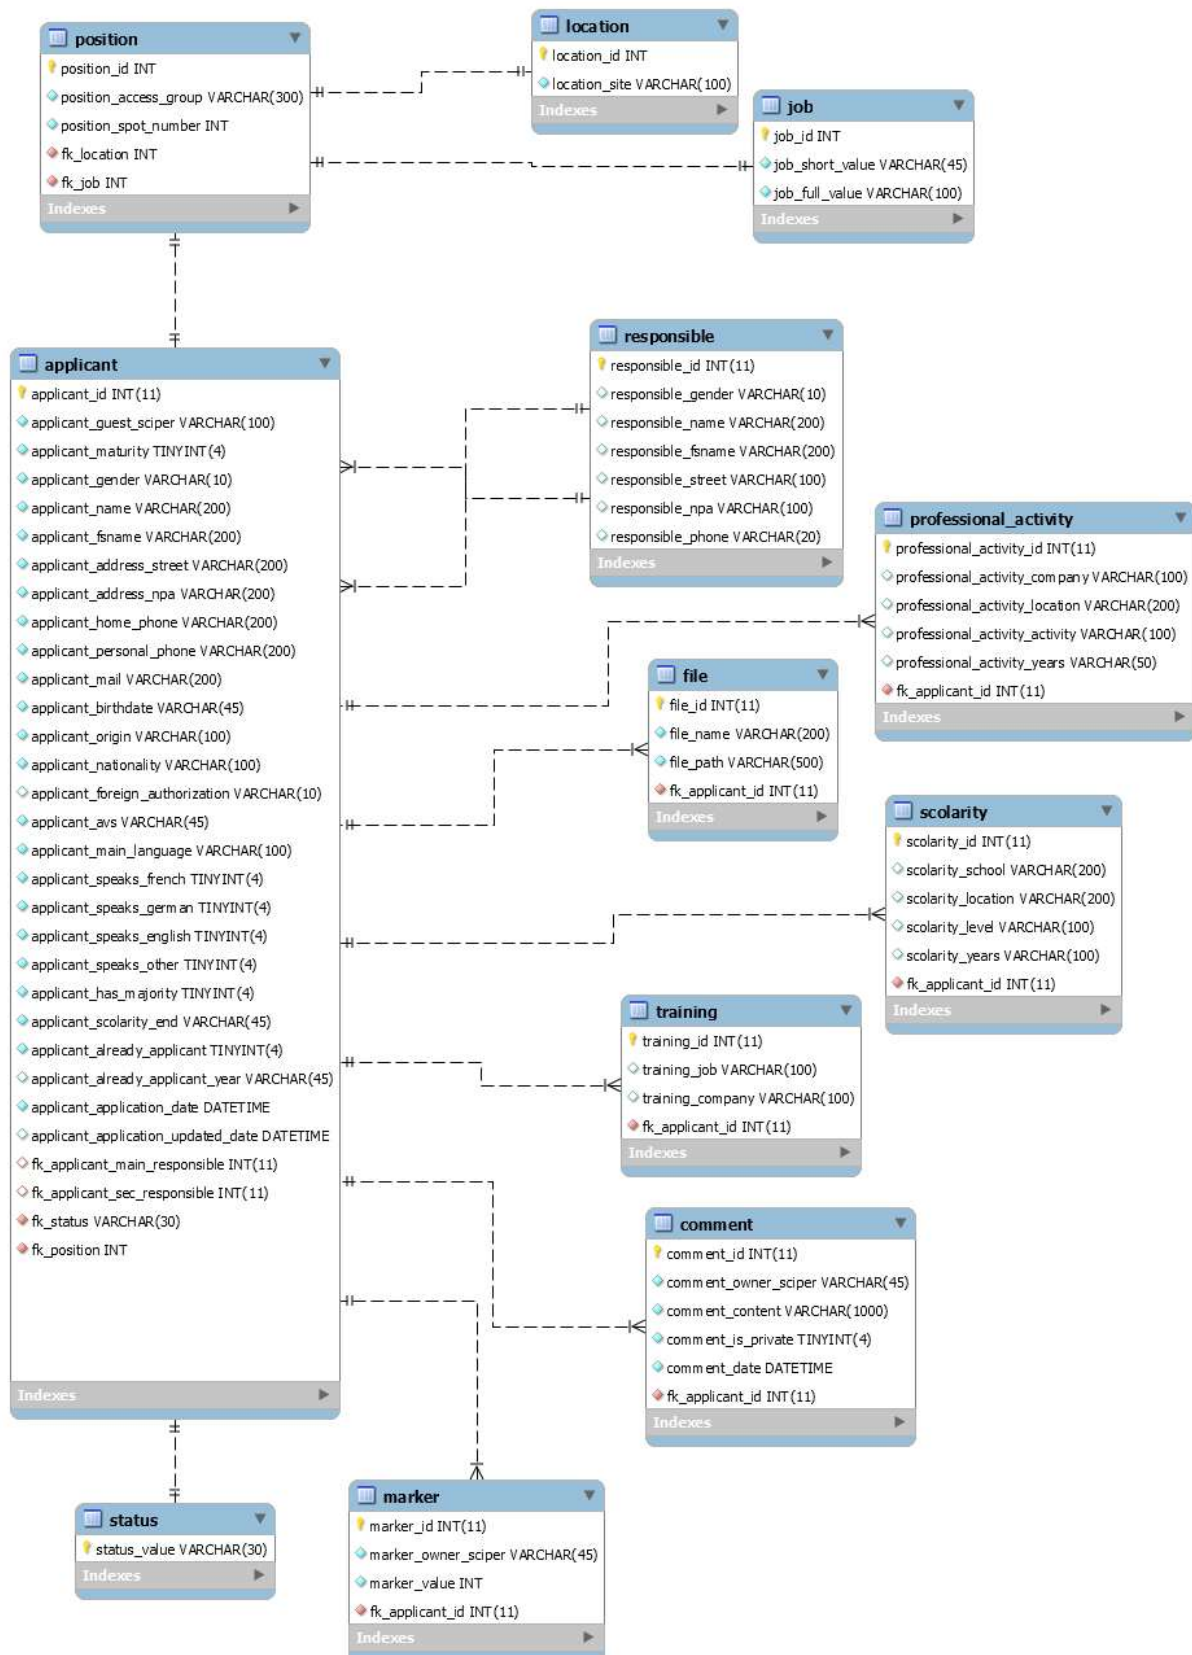 position
position_id INT
position_access_group VARCHAR(300)
position_spot_number INT
fk_location INT
fk_job INT
Indexes
location
location_id INT
location_site VARCHAR(100)
Indexes
job
job_id INT
job_short_value VARCHAR(45)
job_full_value VARCHAR(100)
Indexes
applicant
applicant_id INT(11)
applicant_guest_sciper VARCHAR(100)
applicant_maturity TINYINT(4)
applicant_gender VARCHAR(10)
applicant_name VARCHAR(200)
applicant_fsname VARCHAR(200)
applicant_address_street VARCHAR(200)
applicant_address_npa VARCHAR(200)
applicant_home_phone VARCHAR(200)
applicant_personal_phone VARCHAR(200)
applicant_mail VARCHAR(200)
applicant_birthdate VARCHAR(45)
applicant_origin VARCHAR(100)
applicant_nationality VARCHAR(100)
applicant_foreign_authorization VARCHAR(10)
applicant_avs VARCHAR(45)
applicant_main_language VARCHAR(100)
applicant_speaks_french TINYINT(4)
applicant_speaks_german TINYINT(4)
applicant_speaks_english TINYINT(4)
applicant_speaks_other TINYINT(4)
applicant_has_majority TINYINT(4)
applicant_scolarity_end VARCHAR(45)
applicant_already_applicant TINYINT(4)
applicant_already_applicant_year VARCHAR(45)
applicant_application_date DATETIME
applicant_application_updated_date DATETIME
fk_applicant_main_responsible INT(11)
fk_applicant_sec_responsible INT(11)
fk_status VARCHAR(30)
fk_position INT
Indexes
responsible
responsible_id INT(11)
responsible_gender VARCHAR(10)
responsible_name VARCHAR(200)
responsible_fsname VARCHAR(200)
responsible_street VARCHAR(100)
responsible_npa VARCHAR(100)
responsible_phone VARCHAR(20)
Indexes
professional_activity
professional_activity_id INT(11)
professional_activity_company VARCHAR(100)
professional_activity_location VARCHAR(200)
professional_activity_activity VARCHAR(100)
professional_activity_years VARCHAR(50)
fk_applicant_id INT(11)
Indexes
file
file_id INT(11)
file_name VARCHAR(200)
file_path VARCHAR(500)
fk_applicant_id INT(11)
Indexes
scolarity
scolarity_id INT(11)
scolarity_school VARCHAR(200)
scolarity_location VARCHAR(200)
scolarity_level VARCHAR(100)
scolarity_years VARCHAR(100)
fk_applicant_id INT(11)
Indexes
training
training_id INT(11)
training_job VARCHAR(100)
training_company VARCHAR(100)
fk_applicant_id INT(11)
Indexes
comment
comment_id INT(11)
comment_owner_sciper VARCHAR(45)
comment_content VARCHAR(1000)
comment_is_private TINYINT(4)
comment_date DATETIME
fk_applicant_id INT(11)
Indexes
status
status_value VARCHAR(30)
Indexes
marker
marker_id INT(11)
marker_owner_sciper VARCHAR(45)
marker_value INT
fk_applicant_id INT(11)
Indexes